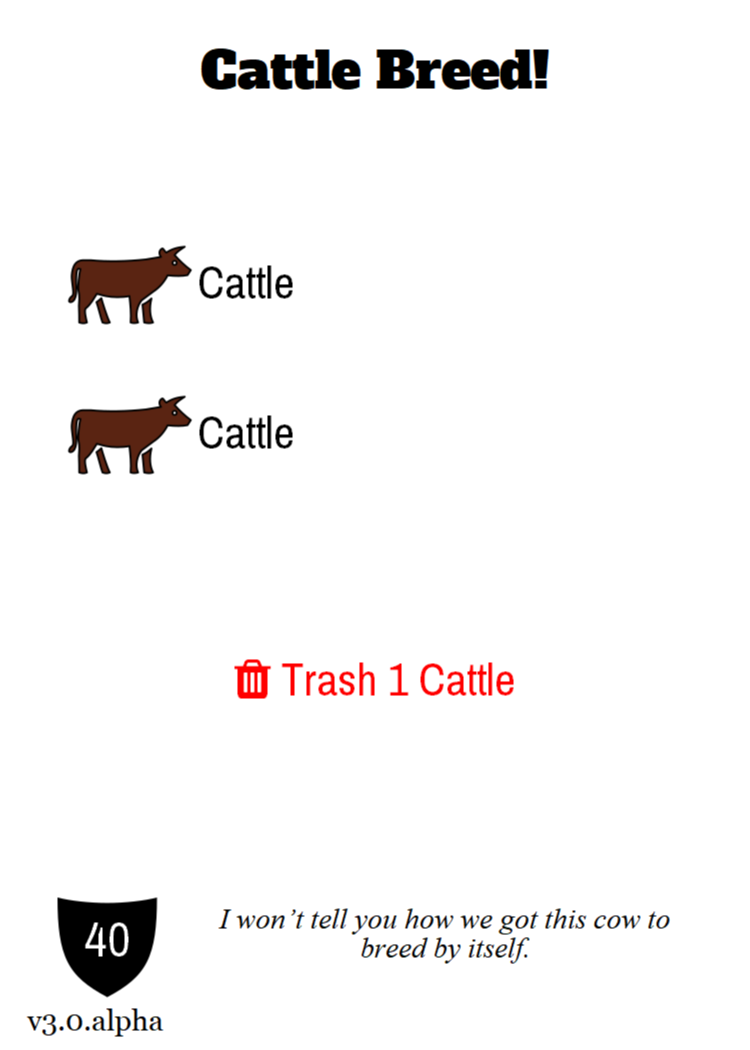 Cattle Breed!
Cattle
Cattle
Trash 1 Cattle
40
I won’t tell you how we got this cow to
breed by itself.
v3.0.alpha